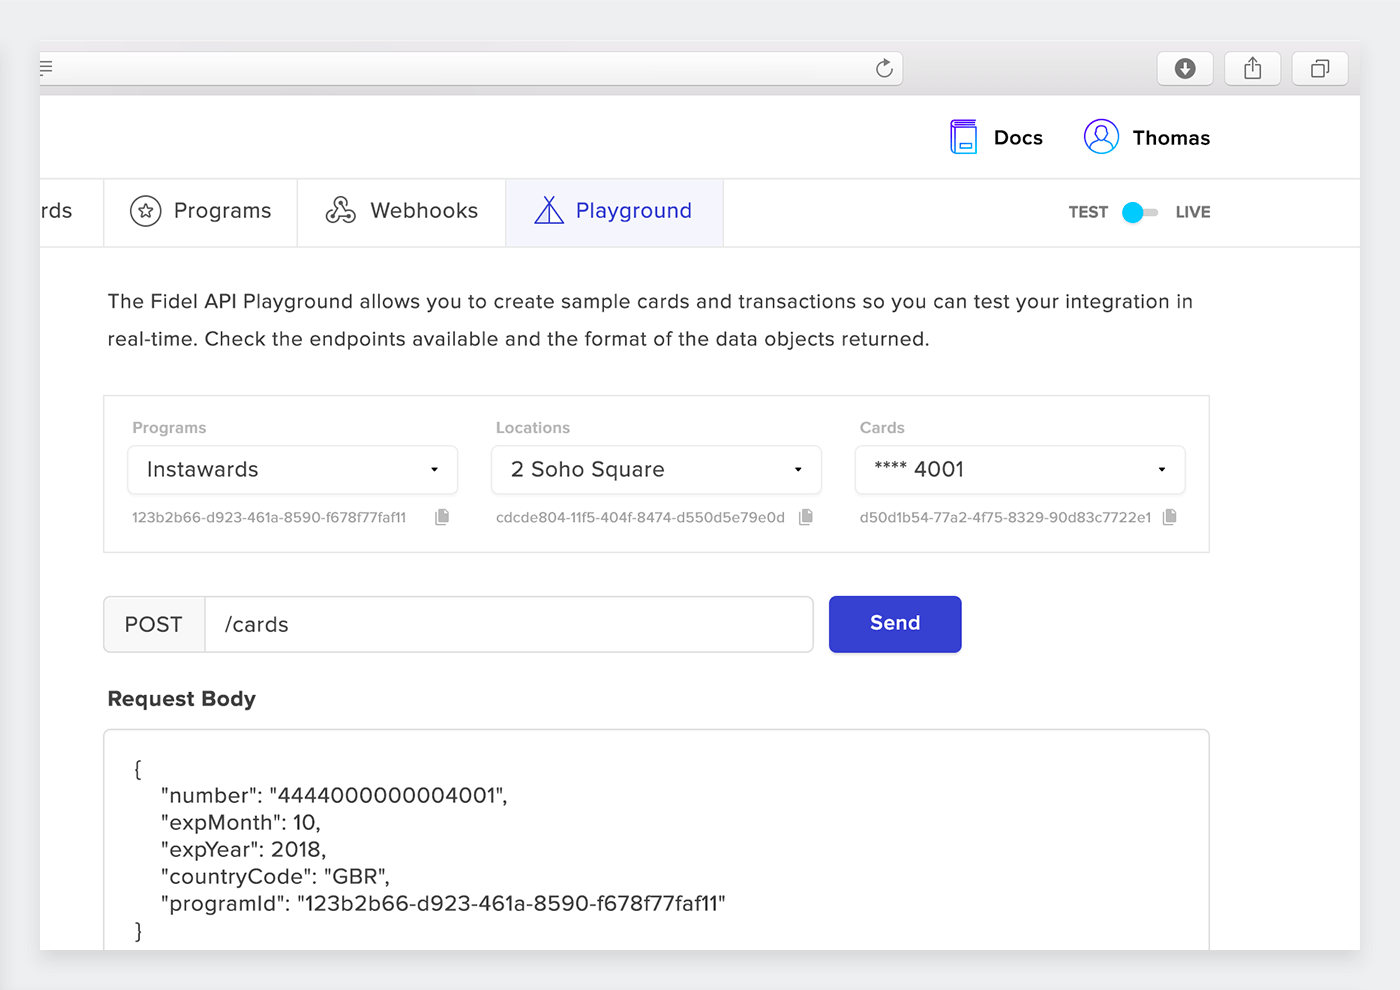 Docs
Thomas
rds
Programs
Webhooks
Playground
TEST
LIVE
The Fidel API Playground allows you to create sample cards and transactions so you can test your integration in
real-time. Check the endpoints available and the format of the data objects returned.
Programs
Locations
Cards
Instawards
2 Soho Square
**** 4001
123b2b66-d923-461a-8590-f678f77faf11
cdcde804-11f5-404f-8474-d550d5e79e0d
d50d1b54-77a2-4f75-8329-90d83c7722e1
POST
/cards
Send
Request Body
{
"number": "4444000000004001",
"expMonth": 10,
"expYear": 2018,
"countryCode": "GBR",
"programId": "123b2b66-d923-461a-8590-f678f77faf11"
}